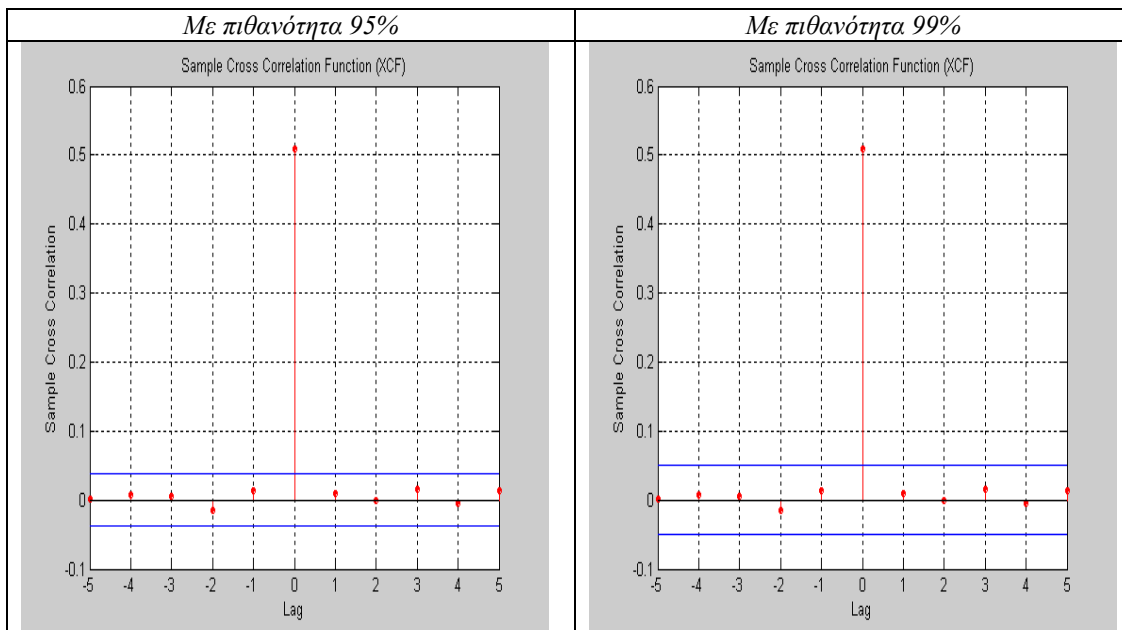 Με πιθανότητα 95%
Με πιθανότητα 99%
Sample Cross Correlation Function (XCF)
0.6
0.5
0.4
0.3
0.2
0.1
0
-0.1
Sample Cross Correlation
-5 -4 -3 -2 -1 0 1 2 3 4 5
Lag
Sample Cross Correlation Function (XCF)
0.6
0.5
0.4
0.3
0.2
0.1
0
-0.1
Sample Cross Correlation
-5 -4 -3 -2 -1 0 1 2 3 4 5
Lag